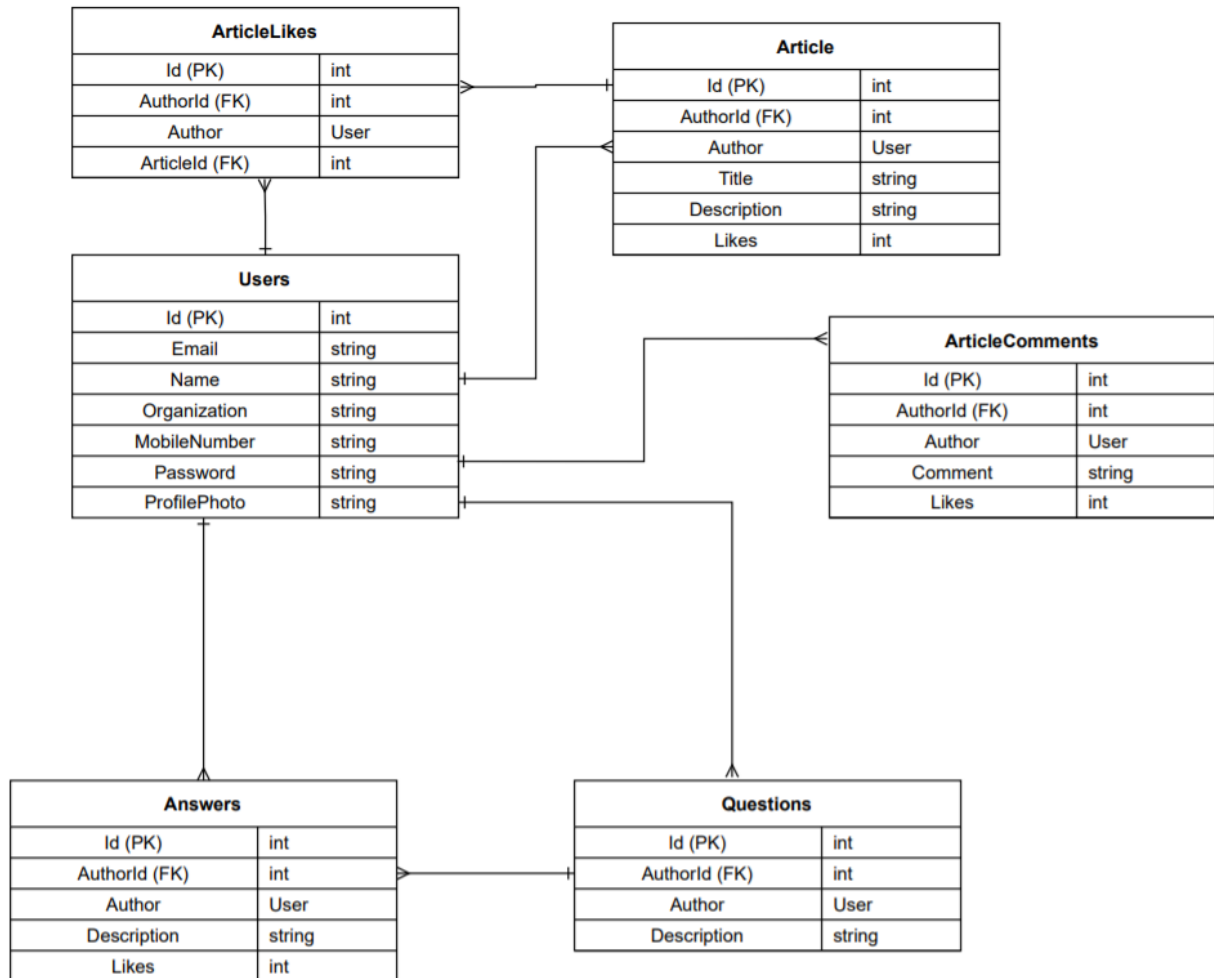 ArticleLikes
Id (PK) int
AuthorId (FK) int
Author User
ArticleId (FK) int
Article
Id (PK) int
AuthorId (FK) int
Author User
Title string
Description string
Likes int
Users
Id (PK) int
Email string
Name string
Organization string
MobileNumber string
Password string
ProfilePhoto string
ArticleComments
Id (PK) int
AuthorId (FK) int
Author User
Comment string
Likes int
Answers
Id (PK) int
AuthorId (FK) int
Author User
Description string
Likes int
Questions
Id (PK) int
AuthorId (FK) int
Author User
Description string